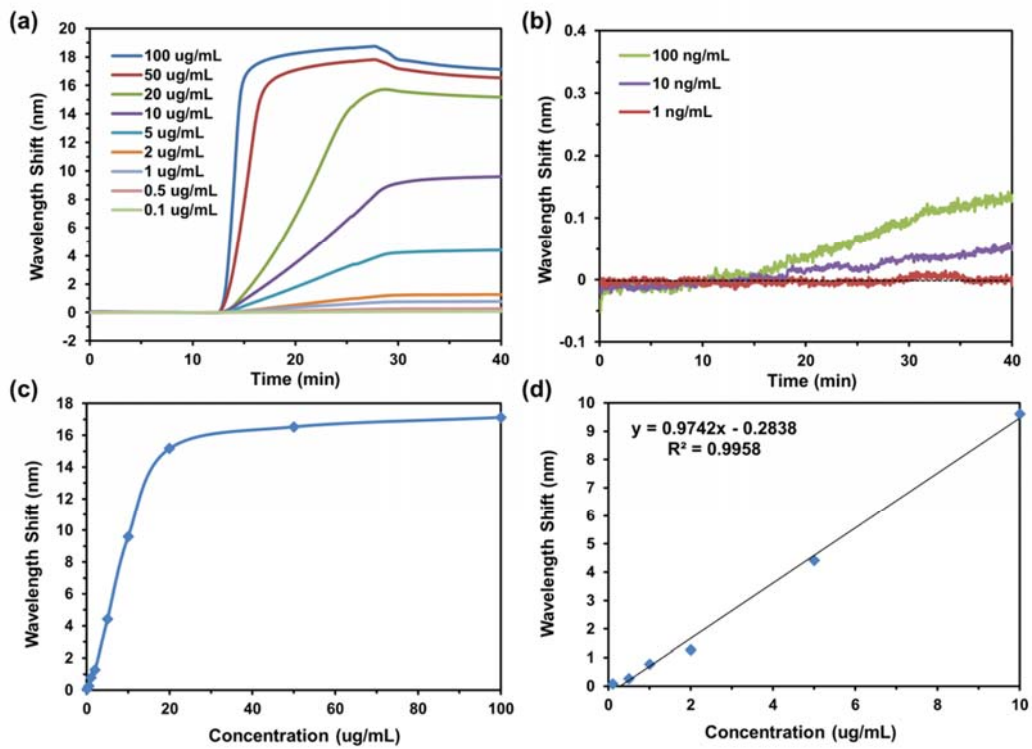 (a)
20
18
16
14
12
10
8
6
4
2
0
-2
Wavelength Shift (nm)
100 ug/mL
50 ug/mL
20 ug/mL
10 ug/mL
5 ug/mL
2 ug/mL
1 ug/mL
0.5 ug/mL
0.1 ug/mL
0 10 20 30 40
Time (min)
(b)
0.4
0.3
0.2
0.1
0
-0.1
Wavelength Shift (nm)
100 ng/mL
10 ng/mL
1 ng/mL
0 10 20 30 40
Time (min)
(c)
18
16
14
12
10
8
6
4
2
0
Wavelength Shift (nm)
0 20 40 60 80 100
Concentration (ug/mL)
(d)
10
9
8
7
6
5
4
3
2
1
0
Wavelength Shift (nm)
y = 0.9742x - 0.2838
R² = 0.9958
0 2 4 6 8 10
Concentration (ug/mL)